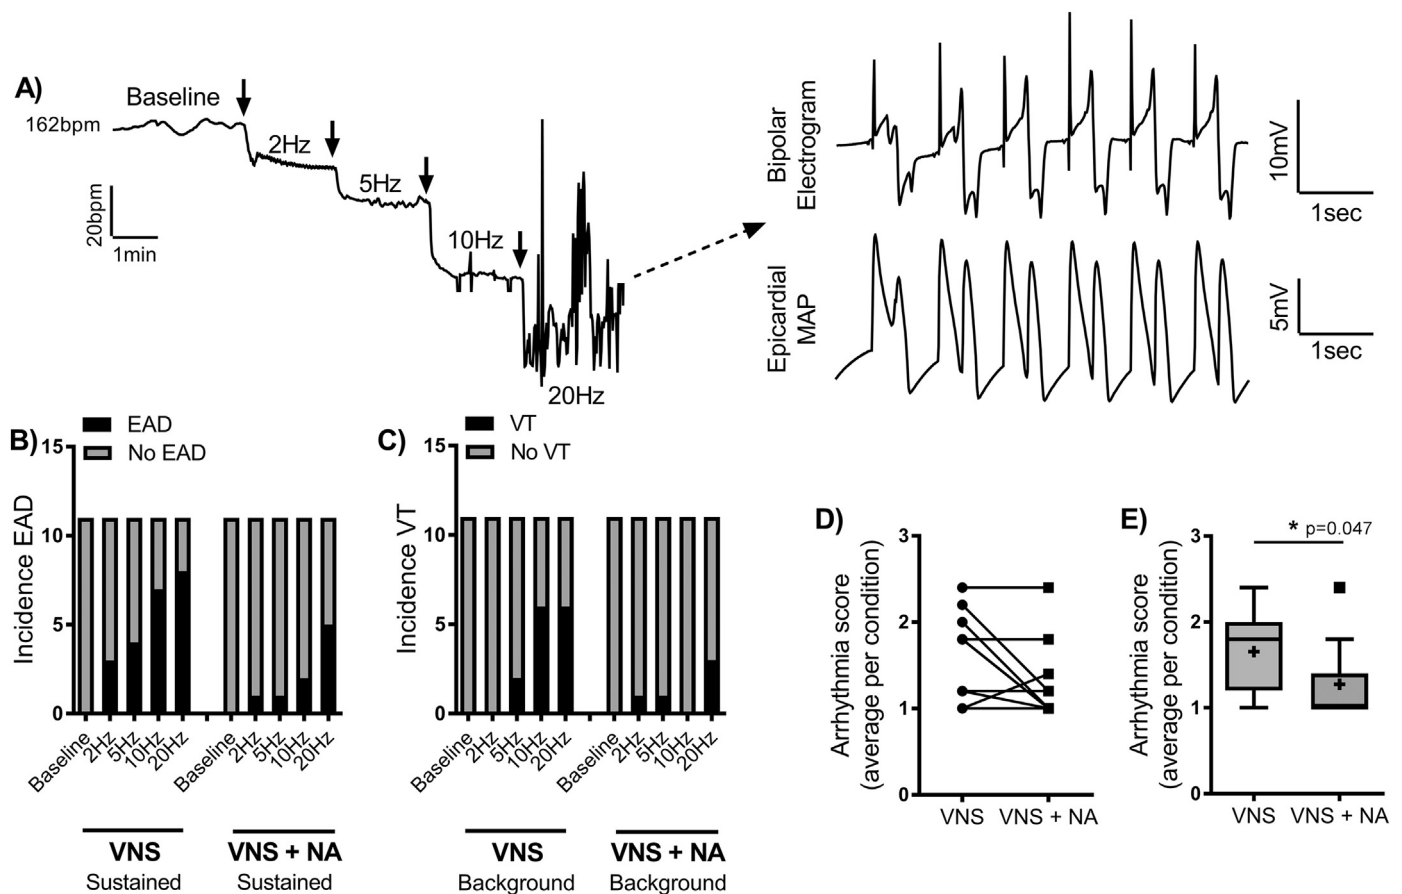 A)
Baseline
162bpm
2Hz
5Hz
10Hz
20Hz
20bpm
1min
Bipolar
Electrogram
10mV
1sec
Epicardial
MAP
5mV
1sec
B)
EAD
No EAD
Incidence EAD
15
10
5
0
Baseline
2Hz
5Hz
10Hz
20Hz
Baseline
2Hz
5Hz
10Hz
20Hz
VNS
Sustained
VNS + NA
Sustained
C)
VT
No VT
Incidence VT
15
10
5
0
Baseline
2Hz
5Hz
10Hz
20Hz
Baseline
2Hz
5Hz
10Hz
20Hz
VNS
Background
VNS + NA
Background
D)
Arrhythmia score
(average per condition)
3
2
1
0
VNS
VNS + NA
E)
* p=0.047
Arrhythmia score
(average per condition)
3
2
1
0
VNS
VNS + NA